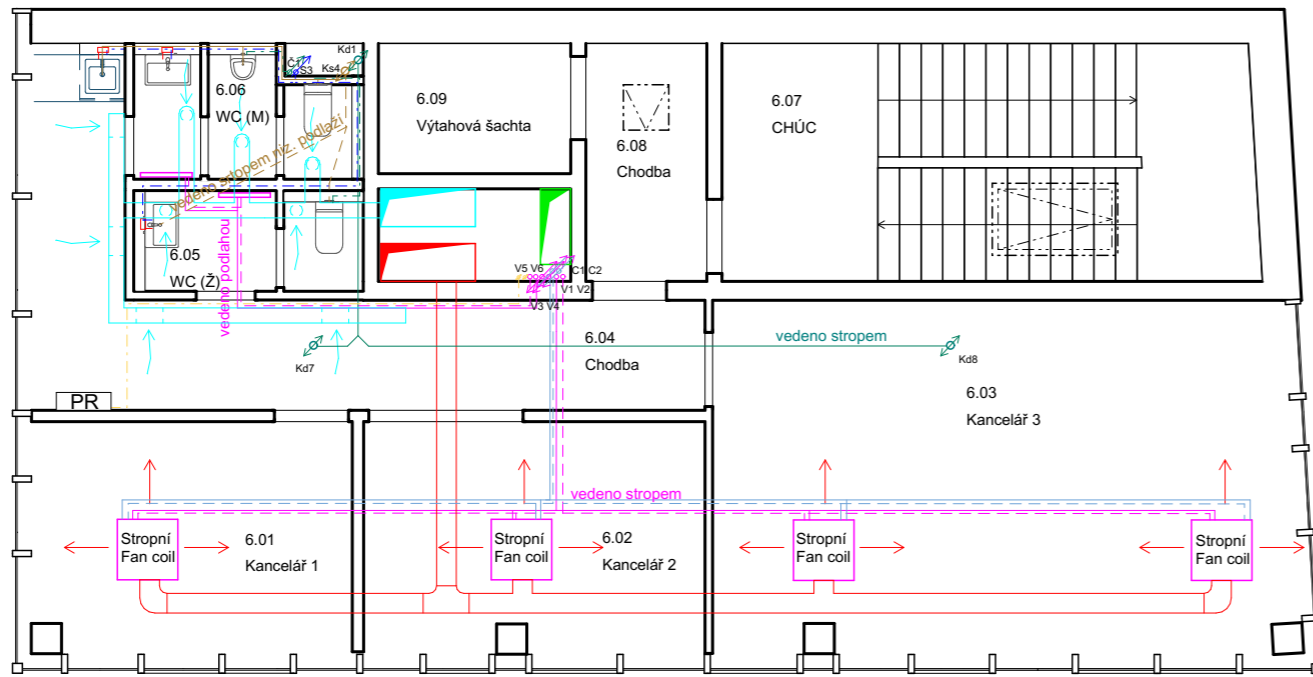 Kd1
Č1
S3
Ks4
6.06
WC (M)
6.09
Výtahová šachta
6.08
Chodba
6.07
CHÚC
vedeno srtopem niz. podlaží
6.05
WC (Ž)
vedeno podlahou
V5 V6
C1 C2
V1 V2
V3 V4
6.04
Chodba
vedeno stropem
Kd7
Kd8
PR
6.03
Kancelář 3
vedeno stropem
Stropní
Fan coil
6.01
Kancelář 1
Stropní
Fan coil
6.02
Kancelář 2
Stropní
Fan coil
Stropní
Fan coil